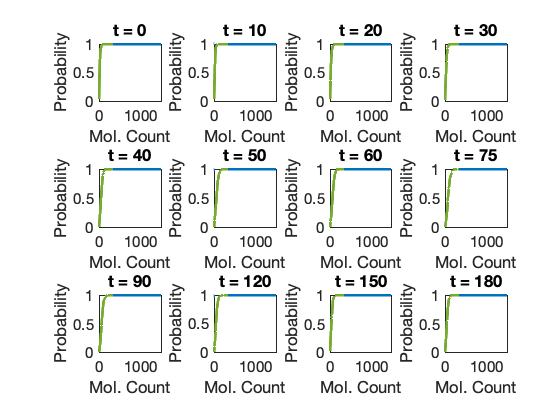 t = 0 t = 10 t = 20 t = 30
1 1 1 1
Probability Probability Probability Probability
0.5 0.5 0.5 0.5
0 0 0 0
0 1000 0 1000 0 1000 0 1000
Mol. Count Mol. Count Mol. Count Mol. Count
t = 40 t = 50 t = 60 t = 75
1 1 1 1
Probability Probability Probability Probability
0.5 0.5 0.5 0.5
0 0 0 0
0 1000 0 1000 0 1000 0 1000
Mol. Count Mol. Count Mol. Count Mol. Count
t = 90 t = 120 t = 150 t = 180
1 1 1 1
Probability Probability Probability Probability
0.5 0.5 0.5 0.5
0 0 0 0
0 1000 0 1000 0 1000 0 1000
Mol. Count Mol. Count Mol. Count Mol. Count